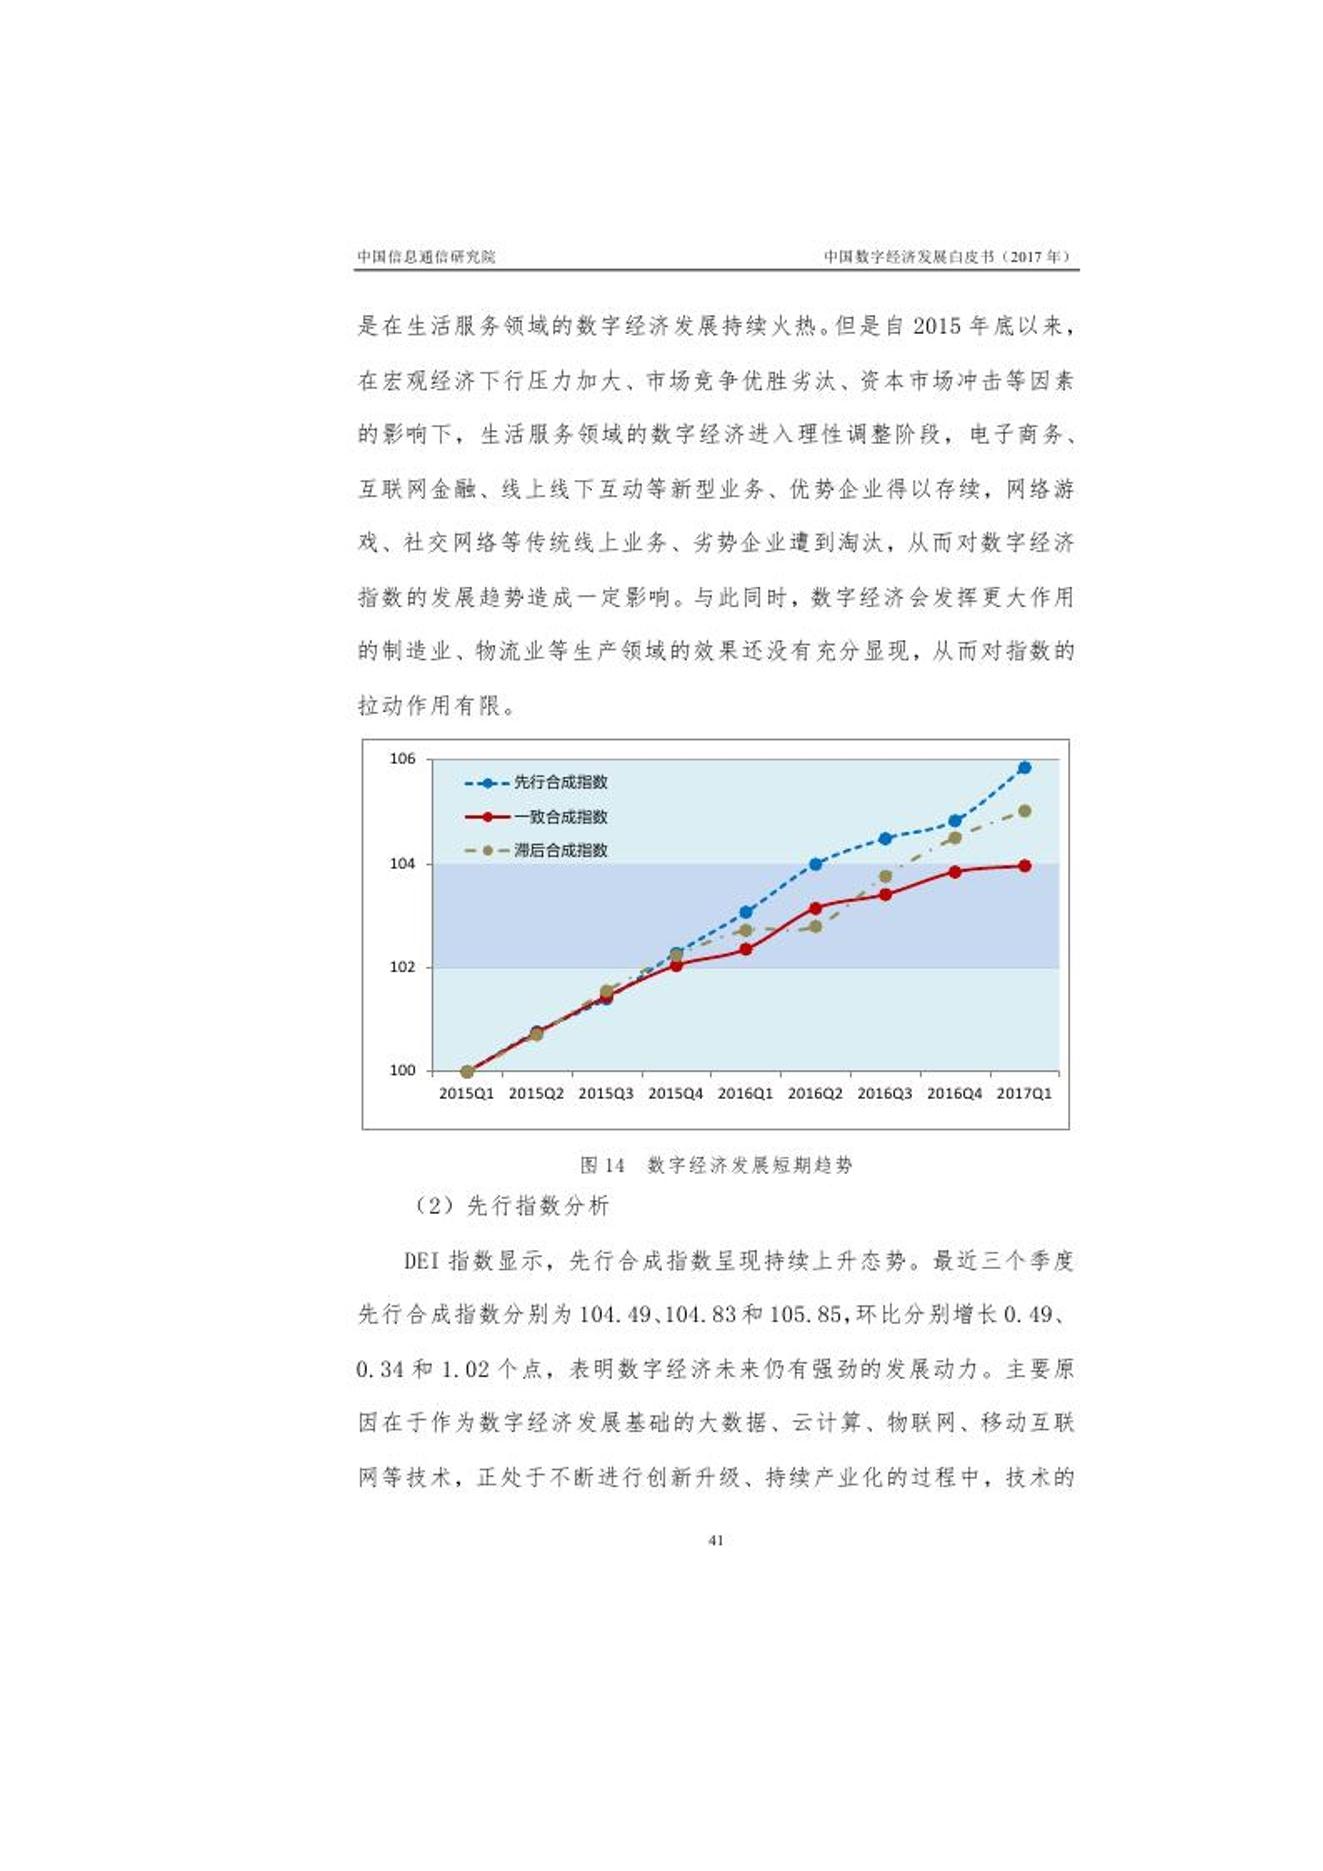 中国信息通信研究院 中国数字经济发展白皮书（2017 年）
是在生活服务领域的数字经济发展持续火热。但是自 2015 年底以来，
在宏观经济下行压力加大、市场竞争优胜劣汰、资本市场冲击等因素
的影响下，生活服务领域的数字经济进入理性调整阶段，电子商务、
互联网金融、线上线下互动等新型业务、优势企业得以存续，网络游
戏、社交网络等传统线上业务、劣势企业遭到淘汰，从而对数字经济
指数的发展趋势造成一定影响。与此同时，数字经济会发挥更大作用
的制造业、物流业等生产领域的效果还没有充分显现，从而对指数的
拉动作用有限。
106
先行合成指数
一致合成指数
滞后合成指数
104
102
100
2015Q1 2015Q2 2015Q3 2015Q4 2016Q1 2016Q2 2016Q3 2016Q4 2017Q1
图 14 数字经济发展短期趋势
（2）先行指数分析
DEI 指数显示，先行合成指数呈现持续上升态势。最近三个季度
先行合成指数分别为 104.49、104.83 和 105.85，环比分别增长 0.49、
0.34 和 1.02 个点，表明数字经济未来仍有强劲的发展动力。主要原
因在于作为数字经济发展基础的大数据、云计算、物联网、移动互联
网等技术，正处于不断进行创新升级、持续产业化的过程中，技术的
41